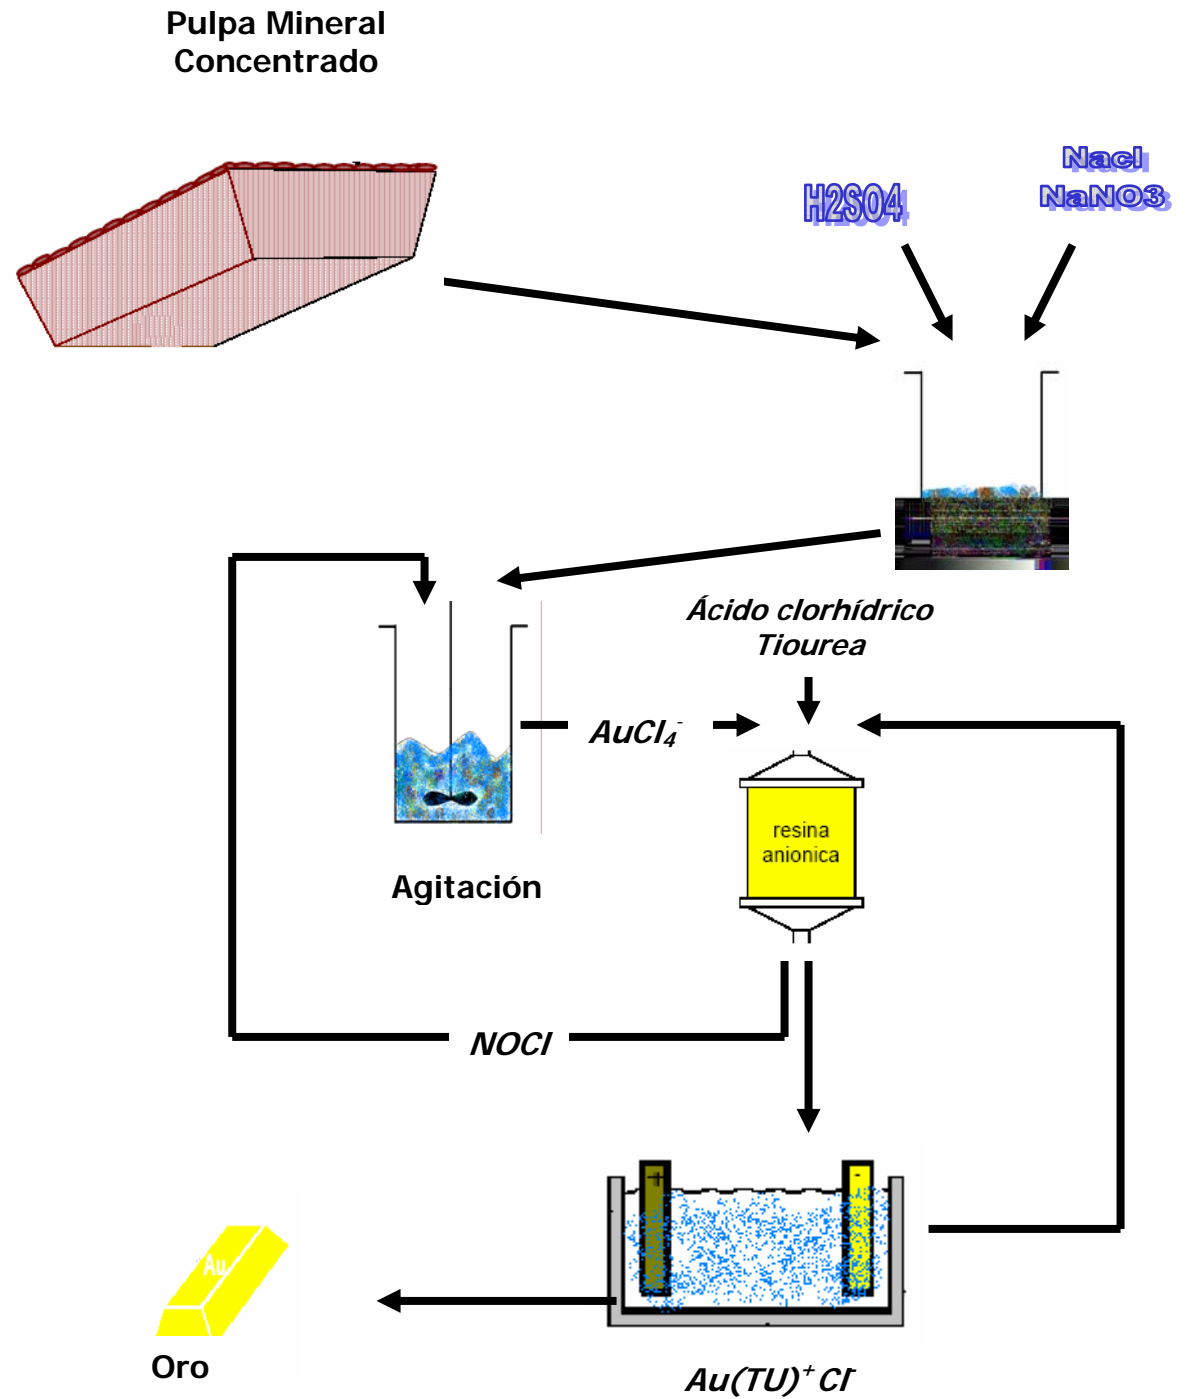 Pulpa Mineral
Concentrado
H2SO4
Nacl
NaNO3
Ácido clorhídrico
Tiourea
AuCl4-
resina
anionica
Agitación
NOCl
+
-
Au
Oro
Au(TU)+ Cl-